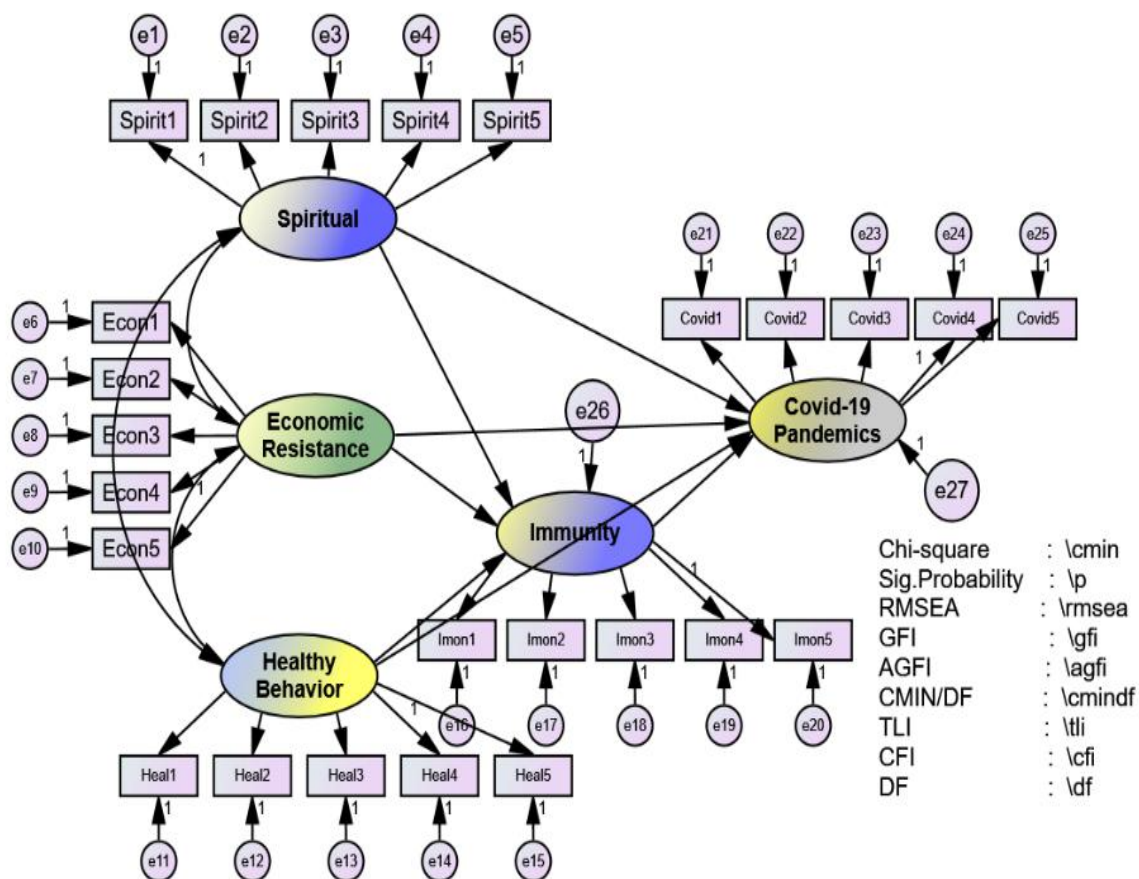 e1 e2 e3 e4 e5
1 1 1 1 1
Spirit1 Spirit2 Spirit3 Spirit4 Spirit5
1
Spiritual
e21 e22 e23 e24 e25
1 1 1 1 1
Covid1 Covid2 Covid3 Covid4 Covid5
1
e6 1 Econ1
e7 1 Econ2
e8 1 Econ3
e9 1 Econ4
e10 1 Econ5
1
Economic
Resistance
e26
1
Covid-19
Pandemics
1
e27
Immunity
1
Imon1 Imon2 Imon3 Imon4 Imon5
1 1 1 1 1
e16 e17 e18 e19 e20
Healthy
Behavior
1
Heal1 Heal2 Heal3 Heal4 Heal5
1 1 1 1 1
e11 e12 e13 e14 e15
Chi-square : \cmin
Sig.Probability : \p
RMSEA : \rmsea
GFI : \gfi
AGFI : \agfi
CMIN/DF : \cmindf
TLI : \tli
CFI : \cfi
DF : \df